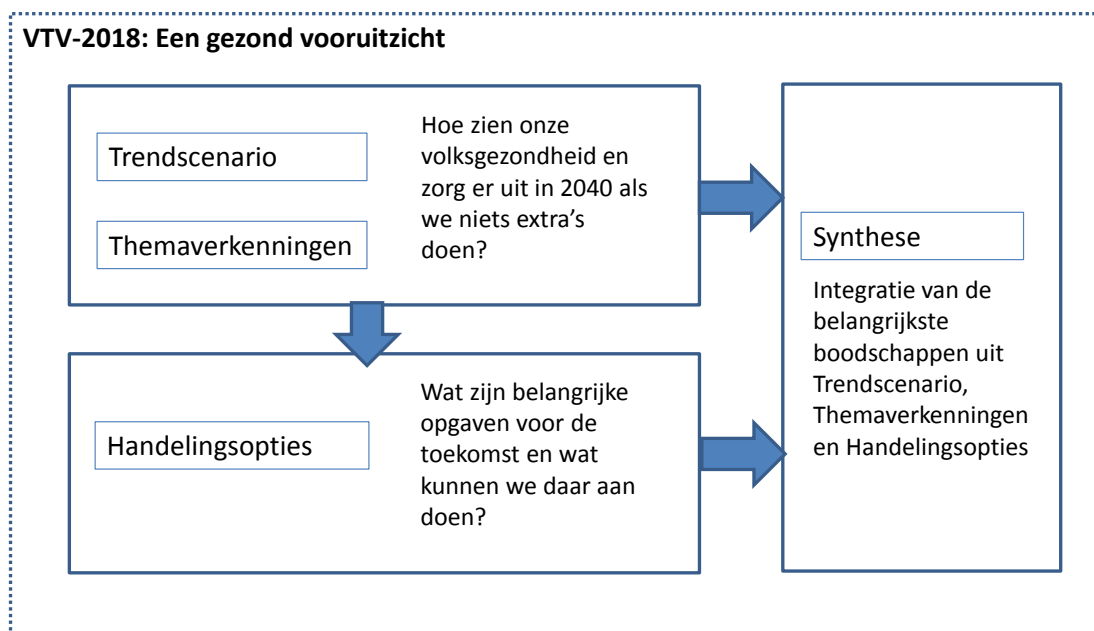 VTV-2018: Een gezond vooruitzicht
Trendscenario
Themaverkenningen
Hoe zien onze
volksgezondheid en
zorg er uit in 2040 als
we niets extra’s
doen?
Handelingsopties
Wat zijn belangrijke
opgaven voor de
toekomst en wat
kunnen we daar aan
doen?
Synthese
Integratie van de
belangrijkste
boodschappen uit
Trendscenario,
Themaverkenningen
en Handelingsopties